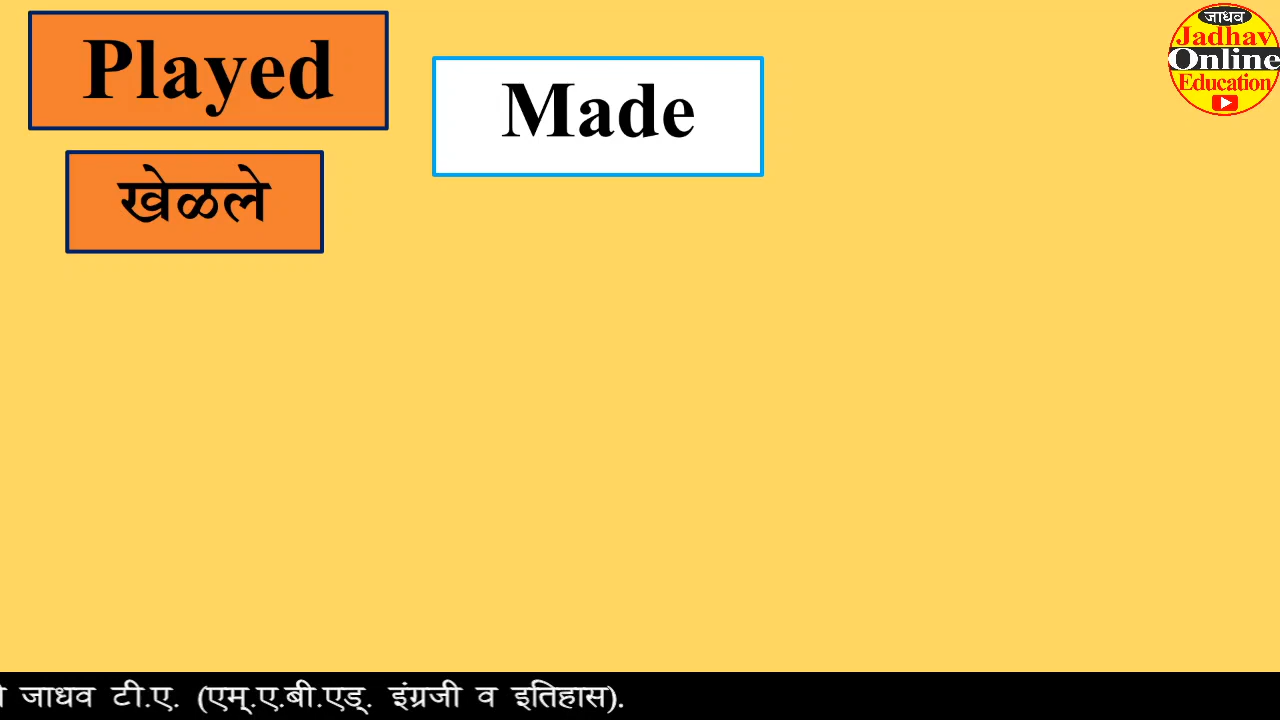 Played
Made
खेळले
जाधव
Jadhav
Online
Education
जाधव टी.ए. (एम्.ए.बी.एड्. इंग्रजी व इतिहास).